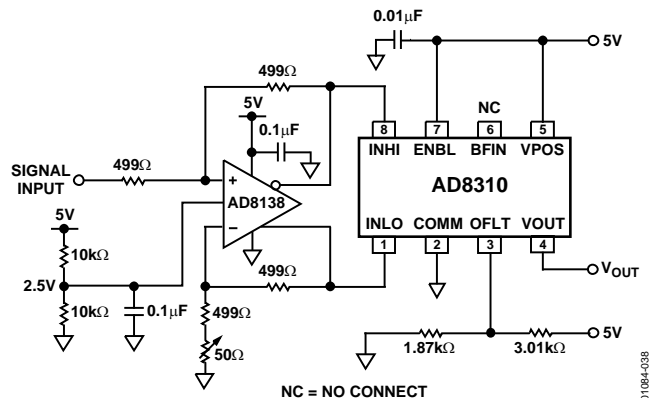 0.01μF
5V
499Ω
5V
NC
8
7
6
5
0.1μF
INHI
ENBL
BFIN
VPOS
SIGNAL
INPUT
499Ω
+
AD8138
AD8310
5V
−
INLO
COMM
OFLT
VOUT
1
2
3
4
10kΩ
499Ω
VOUT
2.5V
10kΩ
0.1μF
499Ω
5V
1.87kΩ
3.01kΩ
50Ω
NC = NO CONNECT
01084-038